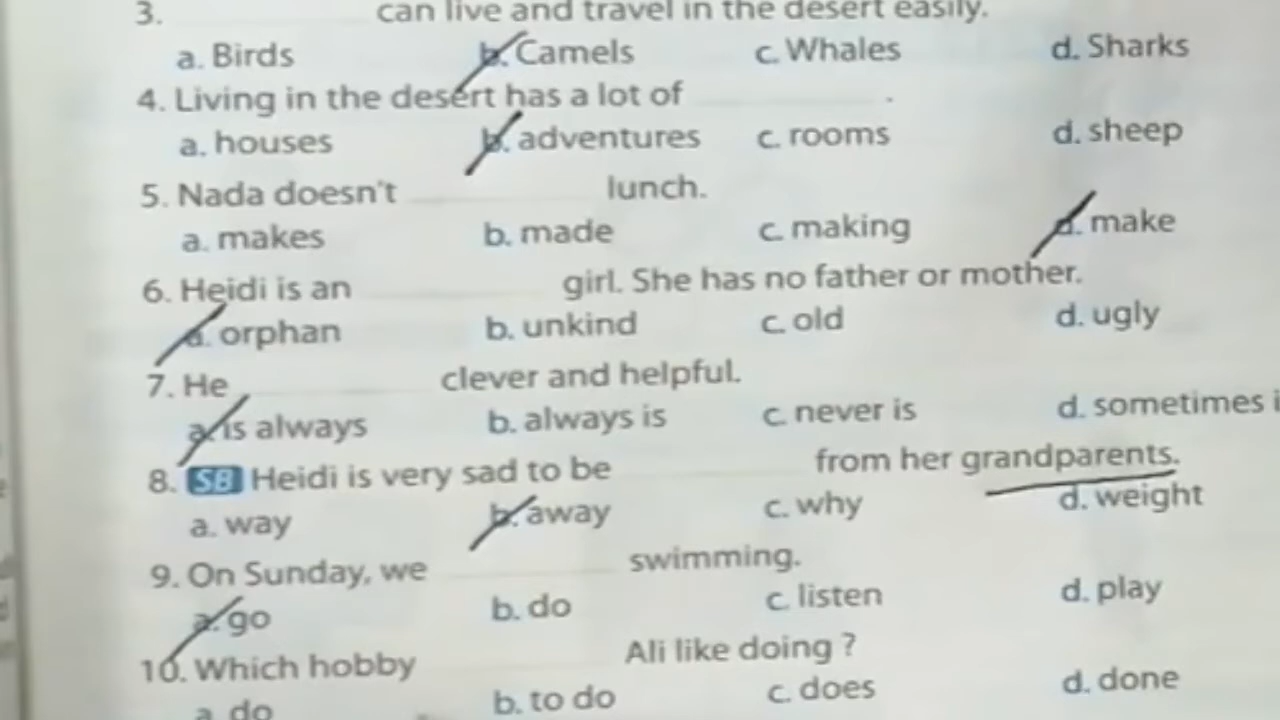 3. can live and travel in the desert easily.
a. Birds b. Camels c. Whales d. Sharks
4. Living in the desert has a lot of .
a. houses b. adventures c. rooms d. sheep
5. Nada doesn't lunch.
a. makes b. made c. making d. make
6. Heidi is an girl. She has no father or mother.
a. orphan b. unkind c. old d. ugly
7. He clever and helpful.
a. is always b. always is c. never is d. sometimes i
8. SB Heidi is very sad to be from her grandparents.
a. way b. away c. why d. weight
9. On Sunday, we swimming.
a. go b. do c. listen d. play
10. Which hobby Ali like doing ?
a. do b. to do c. does d. done